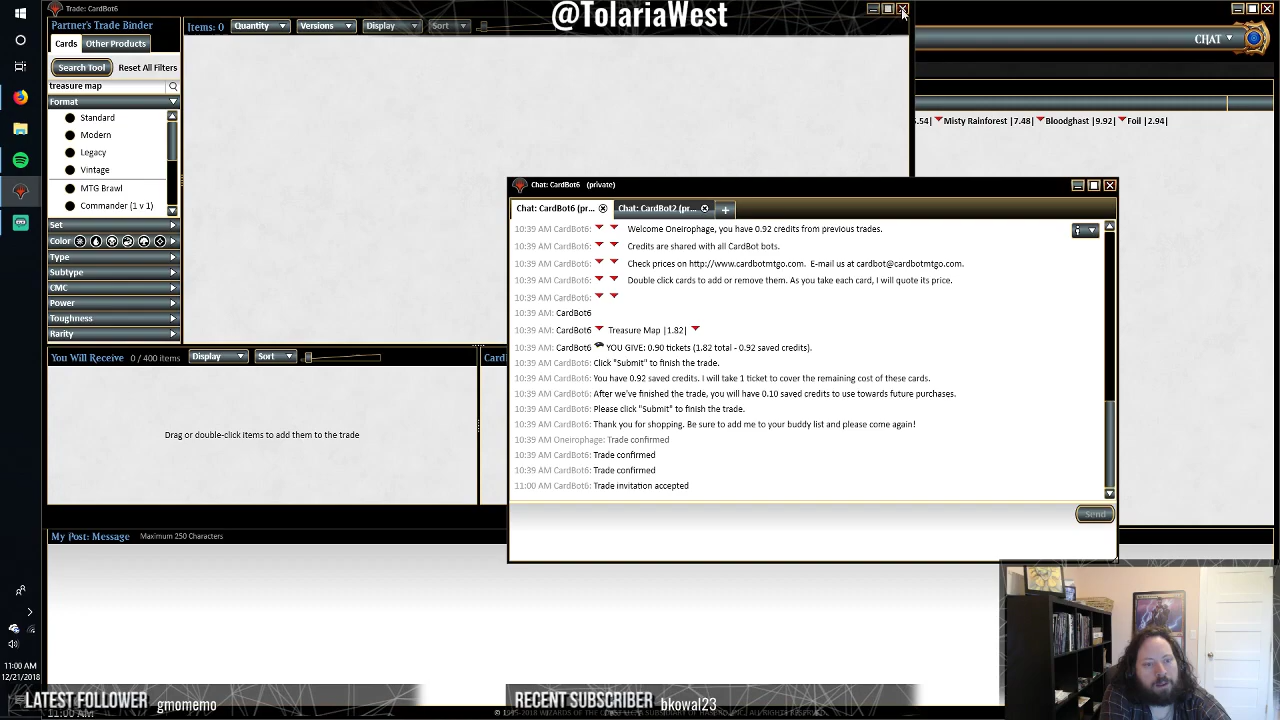 Trade: CardBot6
@TolariaWest
Partner's Trade Binder
Items: 0
Quantity
Versions
Display
Sort
CHAT
Cards
Other Products
Search Tool
Reset All Filters
treasure map
Format
Standard
Modern
Legacy
Vintage
MTG Brawl
Commander (1 v 1)
Set
Color
Type
Subtype
CMC
Power
Toughness
Rarity
.54| Misty Rainforest |7.48| Bloodghast |9.92| Foil |2.94|
Chat: CardBot6 (private)
Chat: CardBot6 (pr...
Chat: CardBot2 (pr...
10:39 AM CardBot6: Welcome Oneirophage, you have 0.92 credits from previous trades.
10:39 AM CardBot6: Credits are shared with all CardBot bots.
10:39 AM CardBot6: Check prices on http://www.cardbotmtgo.com. E-mail us at cardbot@cardbotmtgo.com.
10:39 AM CardBot6: Double click cards to add or remove them. As you take each card, I will quote its price.
10:39 AM CardBot6:
10:39 AM: CardBot6
10:39 AM: CardBot6 Treasure Map |1.82|
10:39 AM: CardBot6 YOU GIVE: 0.90 tickets (1.82 total - 0.92 saved credits).
10:39 AM CardBot6: Click "Submit" to finish the trade.
10:39 AM CardBot6: You have 0.92 saved credits. I will take 1 ticket to cover the remaining cost of these cards.
10:39 AM CardBot6: After we've finished the trade, you will have 0.10 saved credits to use towards future purchases.
10:39 AM CardBot6: Please click "Submit" to finish the trade.
10:39 AM CardBot6: Thank you for shopping. Be sure to add me to your buddy list and please come again!
10:39 AM Oneirophage: Trade confirmed
10:39 AM CardBot6: Trade confirmed
10:39 AM CardBot6: Trade confirmed
11:00 AM CardBot6: Trade invitation accepted
Send
You Will Receive 0 / 400 items
Display
Sort
Card
Drag or double-click items to add them to the trade
My Post: Message
Maximum 250 Characters
11:00 AM
12/21/2018
LATEST FOLLOWER
gmomemo
RECENT SUBSCRIBER
bkowal23
11:00 AM